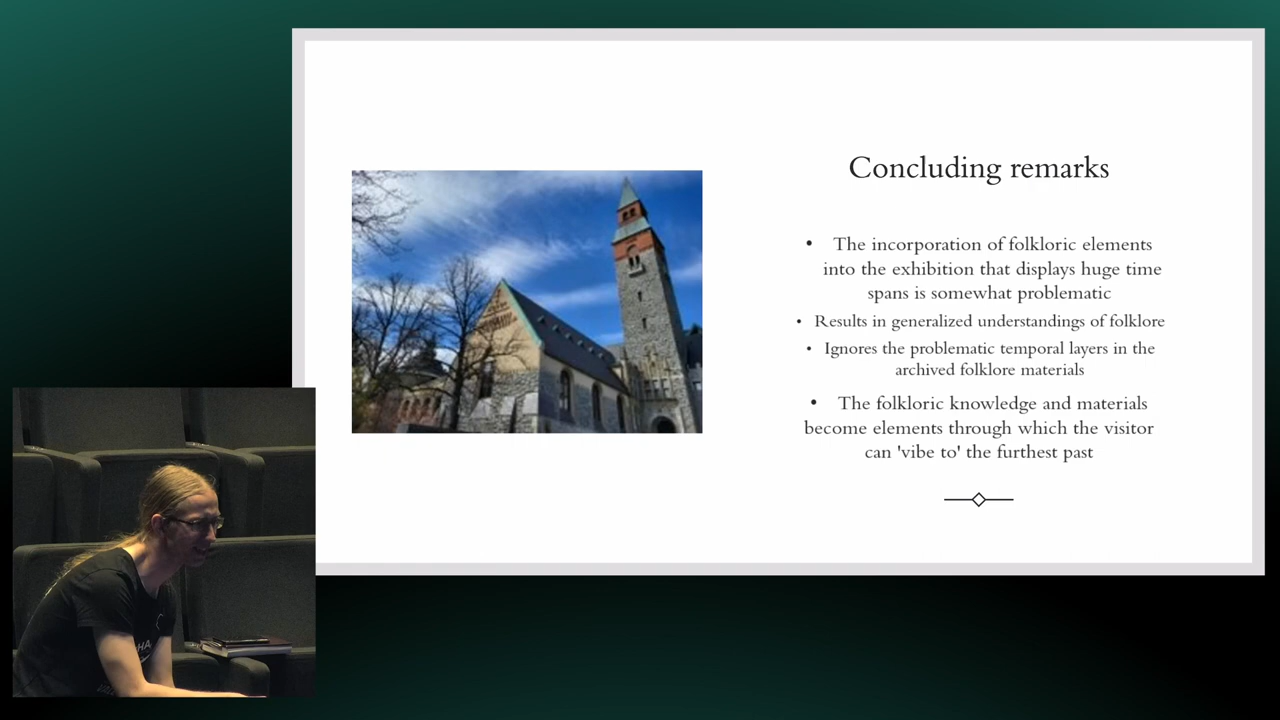 Concluding remarks
• The incorporation of folkloric elements
into the exhibition that displays huge time
spans is somewhat problematic
• Results in generalized understandings of folklore
• Ignores the problematic temporal layers in the
archived folklore materials
• The folkloric knowledge and materials
become elements through which the visitor
can 'vibe to' the furthest past